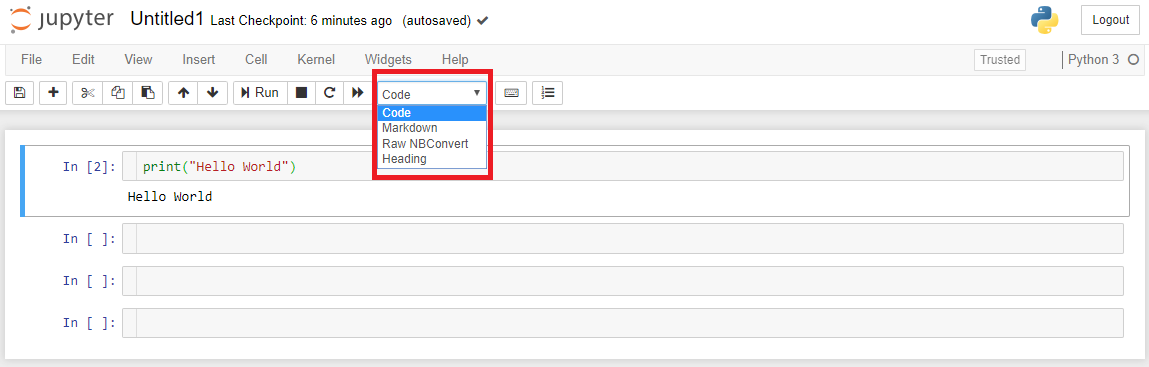 jupyter Untitled1 Last Checkpoint: 6 minutes ago (autosaved) Logout
File Edit View Insert Cell Kernel Widgets Help Trusted Python 3
Run Code
Code
Markdown
Raw NBConvert
Heading
In [2]: print("Hello World")
Hello World
In [ ]:
In [ ]:
In [ ]: